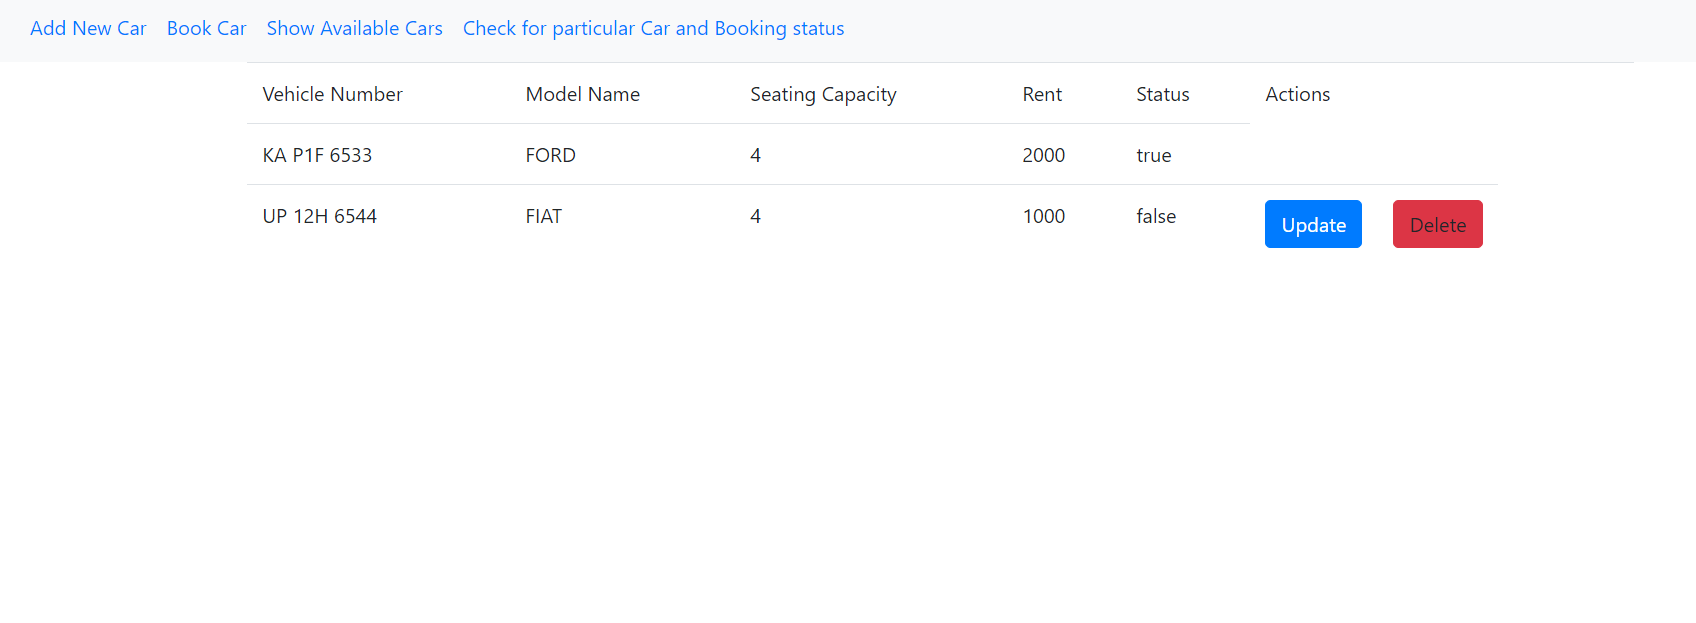 Add New Car Book Car Show Available Cars Check for particular Car and Booking status
Vehicle Number Model Name Seating Capacity Rent Status Actions
KA P1F 6533 FORD 4 2000 true
UP 12H 6544 FIAT 4 1000 false Update Delete